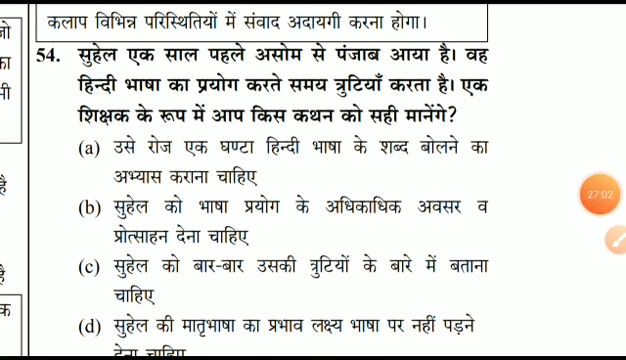 कलाप विभिन्न परिस्थितियों में संवाद अदायगी करना होगा।
54. सुहेल एक साल पहले असोम से पंजाब आया है। वह
हिन्दी भाषा का प्रयोग करते समय त्रुटियाँ करता है। एक
शिक्षक के रूप में आप किस कथन को सही मानेंगे?
(a) उसे रोज एक घण्टा हिन्दी भाषा के शब्द बोलने का
अभ्यास कराना चाहिए
(b) सुहेल को भाषा प्रयोग के अधिकाधिक अवसर व
प्रोत्साहन देना चाहिए
(c) सुहेल को बार-बार उसकी त्रुटियों के बारे में बताना
चाहिए
(d) सुहेल की मातृभाषा का प्रभाव लक्ष्य भाषा पर नहीं पड़ने
देना चाहिए
27:02